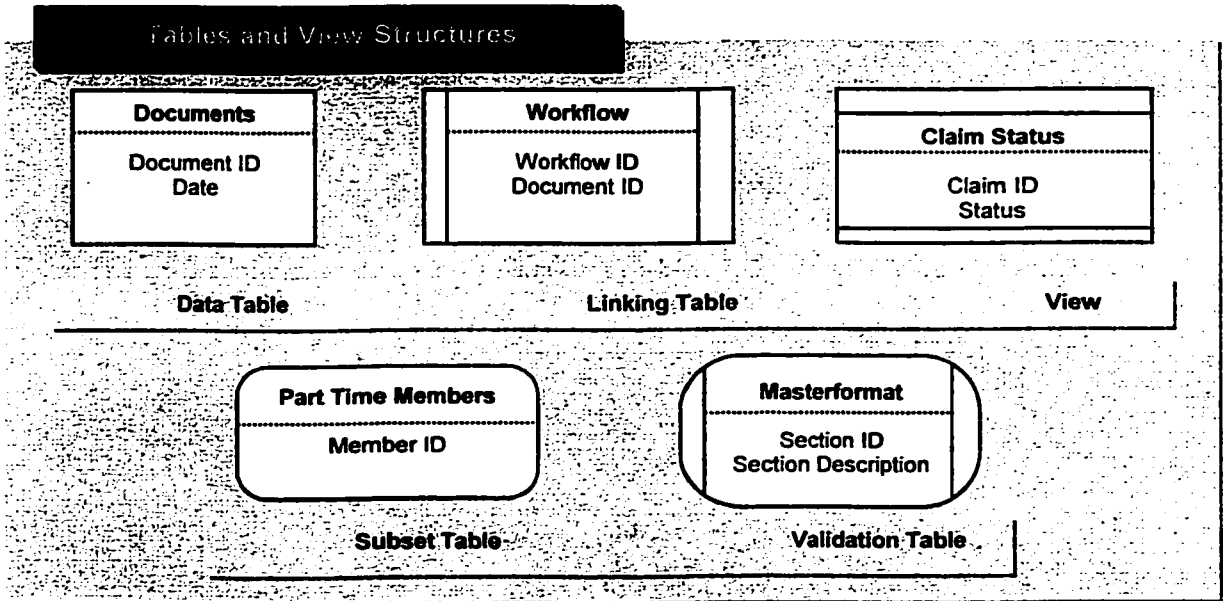 Tables and View Structures
Documents
Document ID
Date
Workflow
Workflow ID
Document ID
Claim Status
Claim ID
Status
Data Table
Linking Table
View
Part Time Members
Member ID
Masterformat
Section ID
Section Description
Subset Table
Validation Table